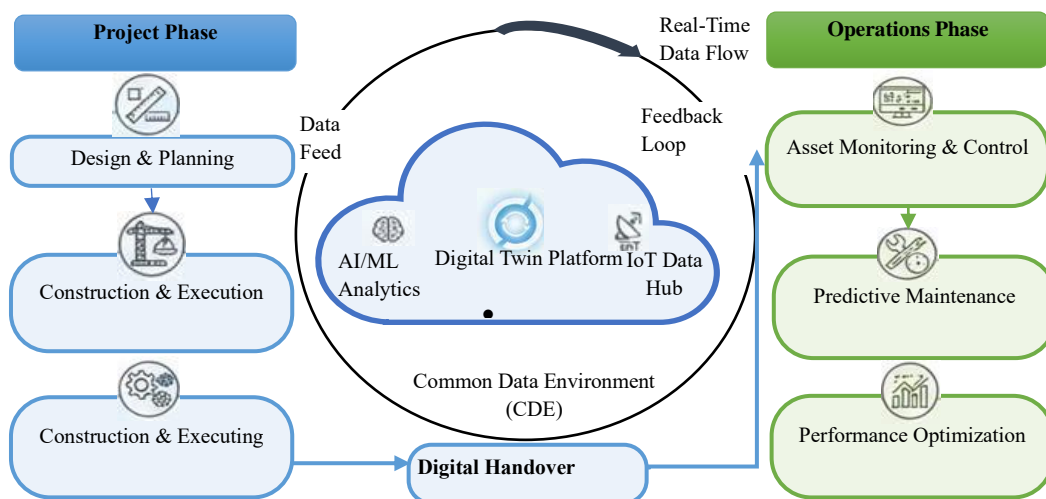 Project Phase
Design & Planning
Construction & Execution
Construction & Executing
Real-Time
Data Flow
Data
Feed
Feedback
Loop
AI/ML
Analytics
Digital Twin Platform
IoT Data
Hub
Common Data Environment
(CDE)
Digital Handover
Operations Phase
Asset Monitoring & Control
Predictive Maintenance
Performance Optimization